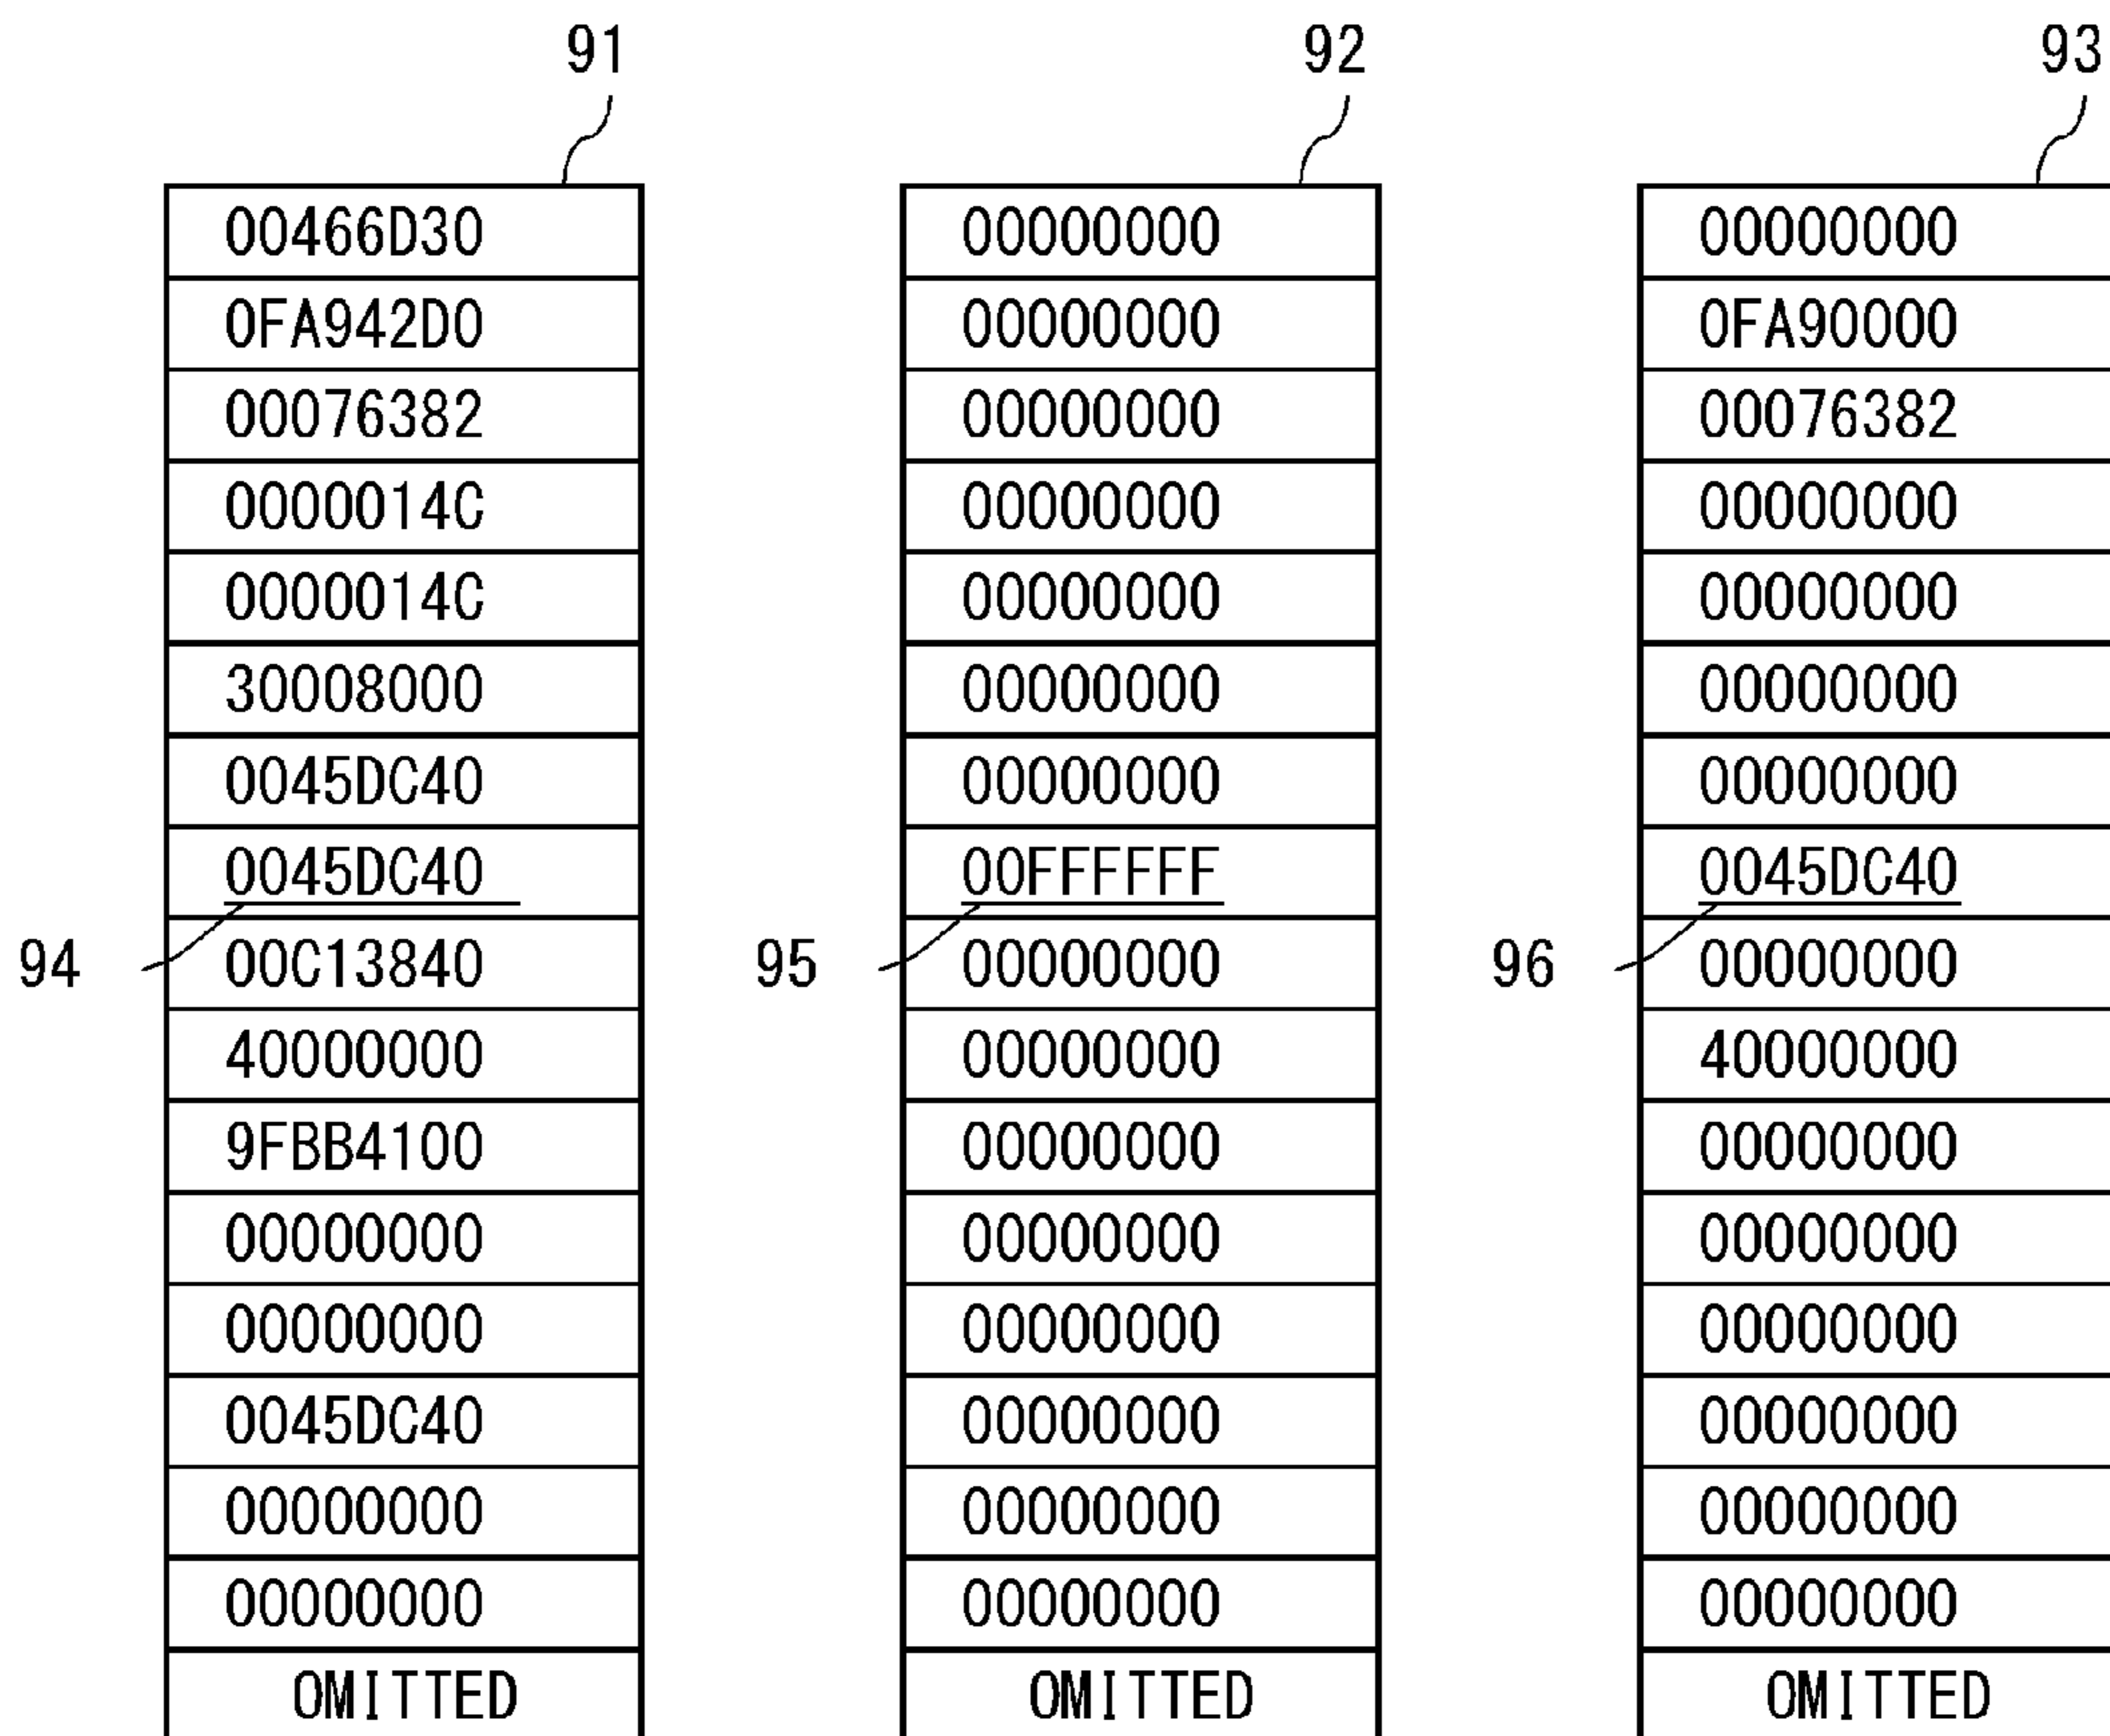 91 92 93
00466D30 00000000 00000000
0FA942D0 00000000 0FA90000
00076382 00000000 00076382
0000014C 00000000 00000000
0000014C 00000000 00000000
30008000 00000000 00000000
0045DC40 00000000 00000000
0045DC40 00FFFFFF 0045DC40
94 00C13840 95 00000000 96 00000000
40000000 00000000 40000000
9FBB4100 00000000 00000000
00000000 00000000 00000000
00000000 00000000 00000000
0045DC40 00000000 00000000
00000000 00000000 00000000
00000000 00000000 00000000
OMITTED OMITTED OMITTED